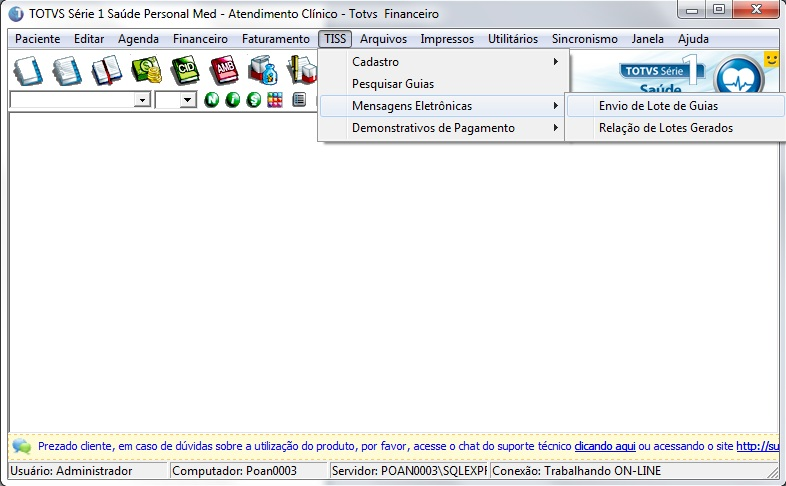 TOTVS Série 1 Saúde Personal Med - Atendimento Clínico - Totvs Financeiro
Paciente Editar Agenda Financeiro Faturamento TISS Arquivos Impressos Utilitários Sincronismo Janela Ajuda
CID AMB
Cadastro
Pesquisar Guias
Mensagens Eletrônicas
Demonstrativos de Pagamento
Envio de Lote de Guias
Relação de Lotes Gerados
TOTVS Série 1
Saúde
N I S
Prezado cliente, em caso de dúvidas sobre a utilização do produto, por favor, acesse o chat do suporte técnico clicando aqui ou acessando o site http://su
Usuário: Administrador Computador: Poan0003 Servidor: POAN0003\SQLEXPF Conexão: Trabalhando ON-LINE